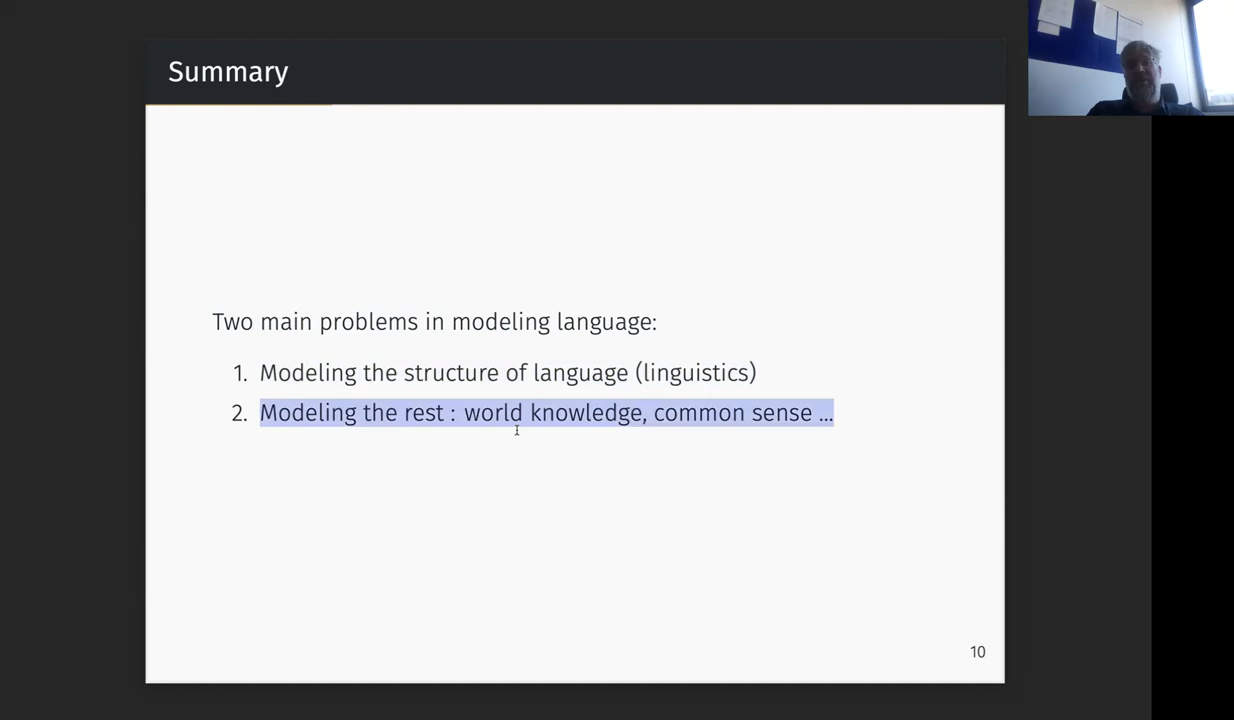 Summary
Two main problems in modeling language:
1. Modeling the structure of language (linguistics)
2. Modeling the rest : world knowledge, common sense ...
10